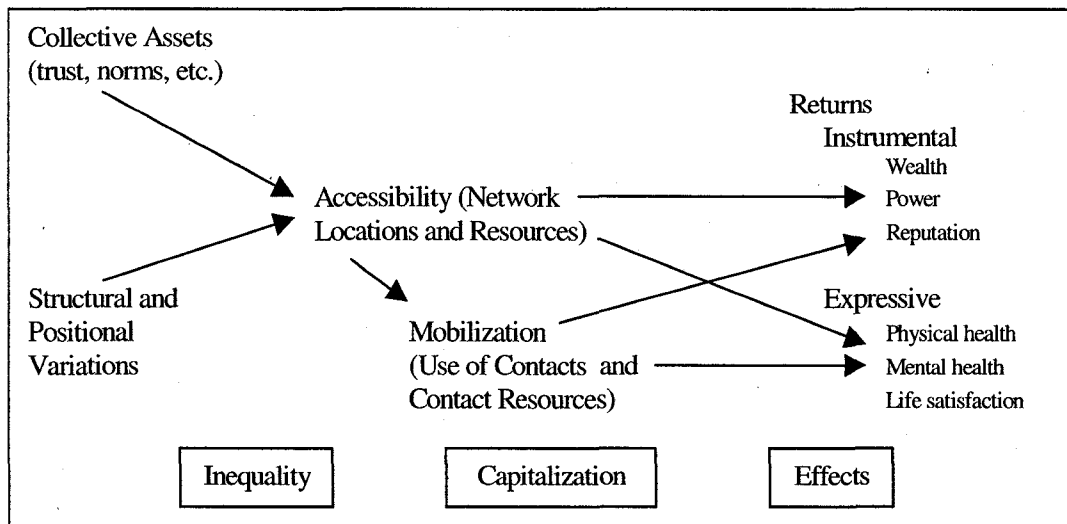 Collective Assets
(trust, norms, etc.)
Returns
Instrumental
Wealth
Accessibility (Network
Power
Locations and Resources)
Reputation
Structural and
Positional
Variations
Expressive
Mobilization
Physical health
(Use of Contacts and
Mental health
Contact Resources)
Life satisfaction
Inequality
Capitalization
Effects